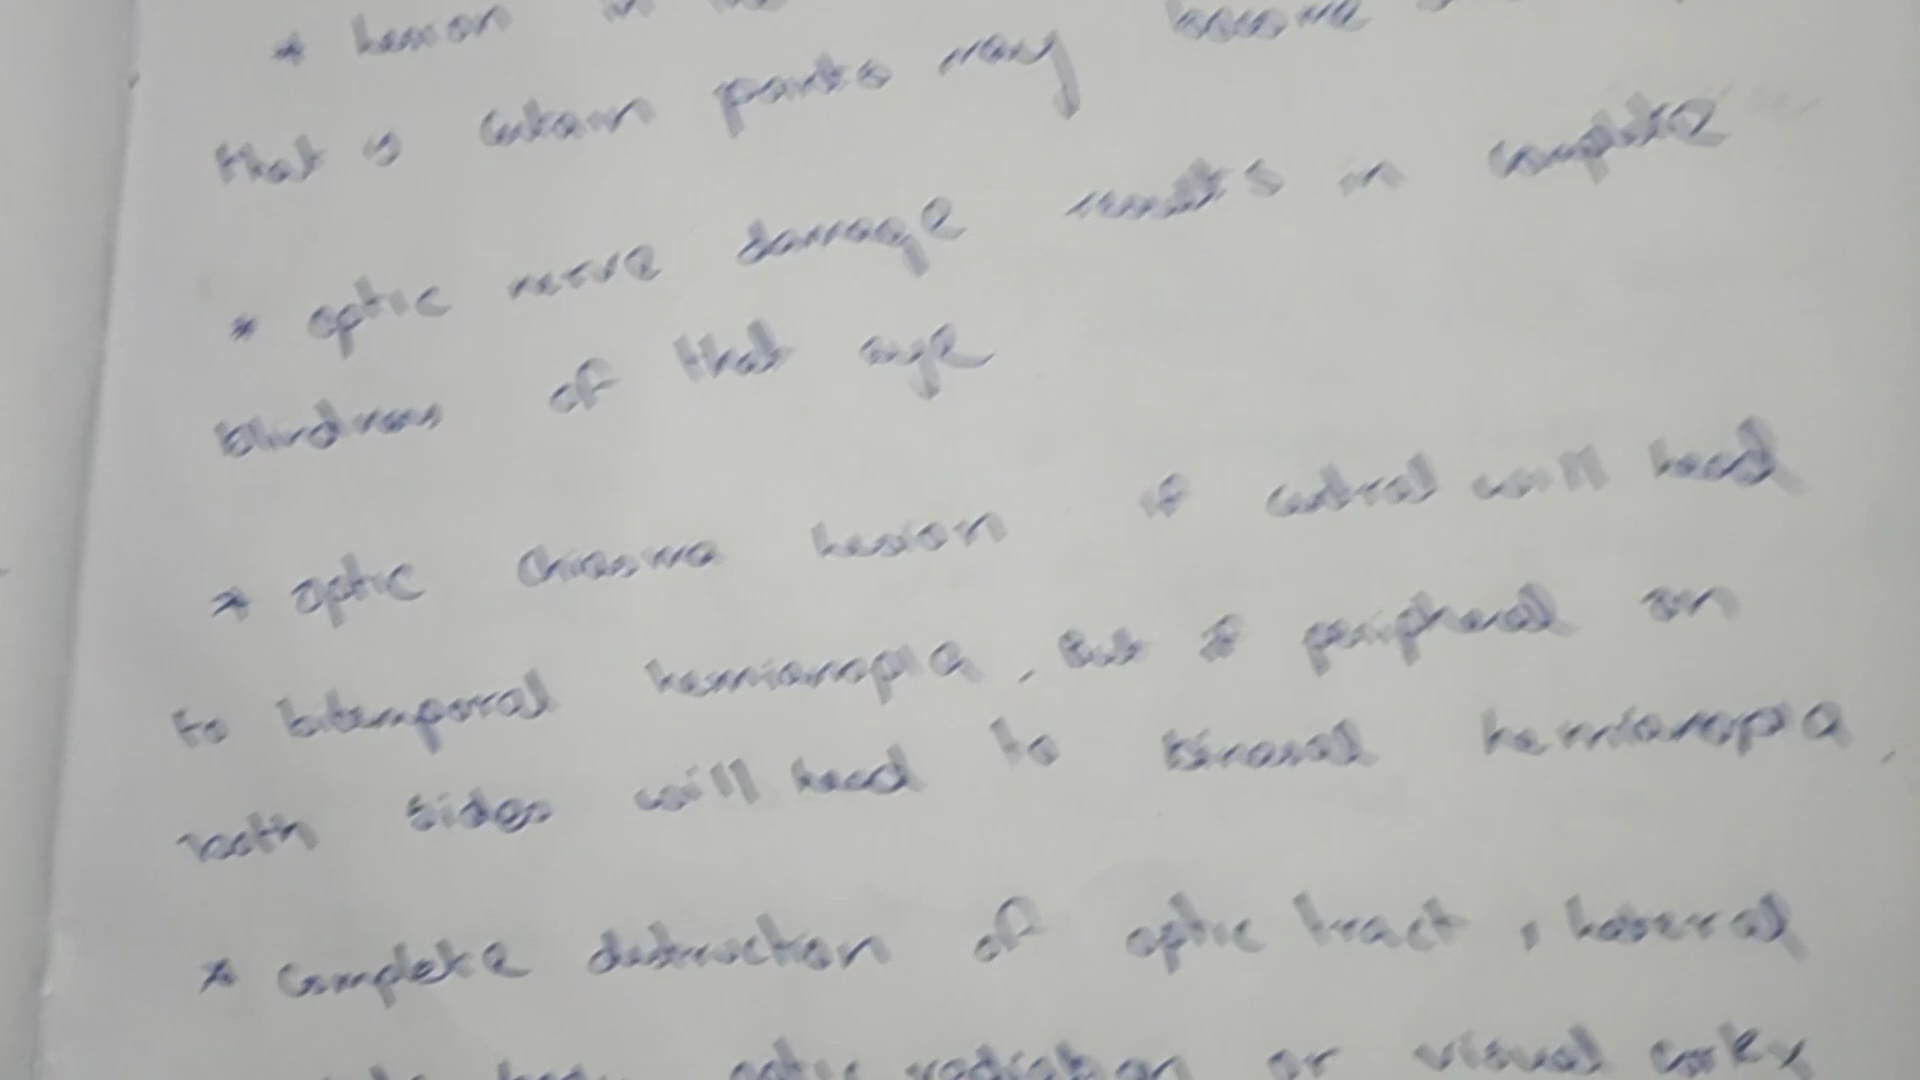 * Lesion in
that is certain parts may become
* optic nerve damage results in complete
blindness of that eye
* optic chiasma lesion if central will lead
to bitemporal hemianopia, But if peripheral on
both sides will lead to binasal hemianopia,
* complete destruction of optic tract, lateral
optic radiation or visual cortex